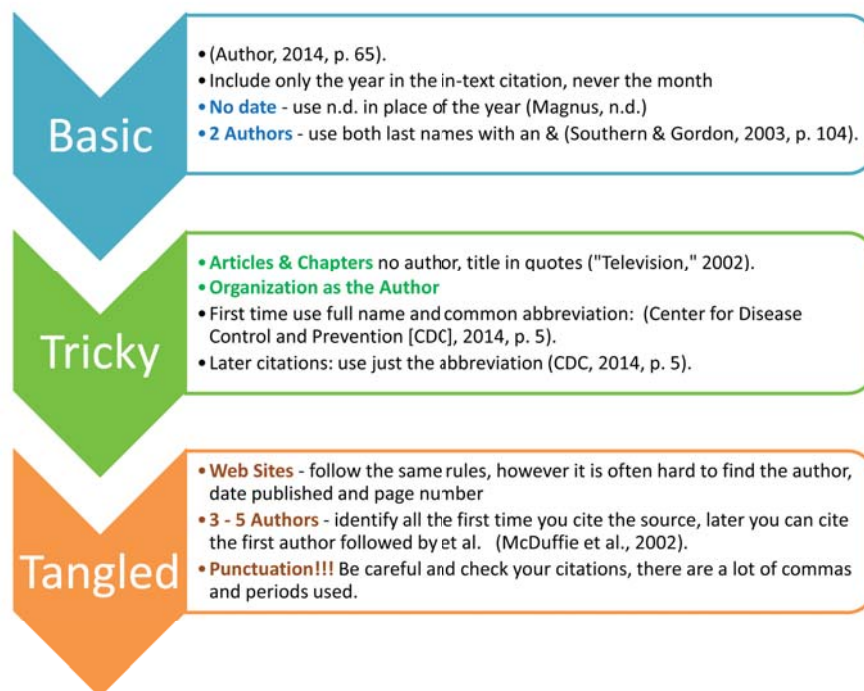 Basic
•(Author, 2014, p. 65).
•Include only the year in the in-text citation, never the month
•No date - use n.d. in place of the year (Magnus, n.d.)
•2 Authors - use both last names with an & (Southern & Gordon, 2003, p. 104).
Tricky
•Articles & Chapters no author, title in quotes ("Television," 2002).
•Organization as the Author
•First time use full name and common abbreviation: (Center for Disease
Control and Prevention [CDC], 2014, p. 5).
•Later citations: use just the abbreviation (CDC, 2014, p. 5).
Tangled
•Web Sites - follow the same rules, however it is often hard to find the author,
date published and page number
•3 - 5 Authors - identify all the first time you cite the source, later you can cite
the first author followed by et al. (McDuffie et al., 2002).
•Punctuation!!! Be careful and check your citations, there are a lot of commas
and periods used.